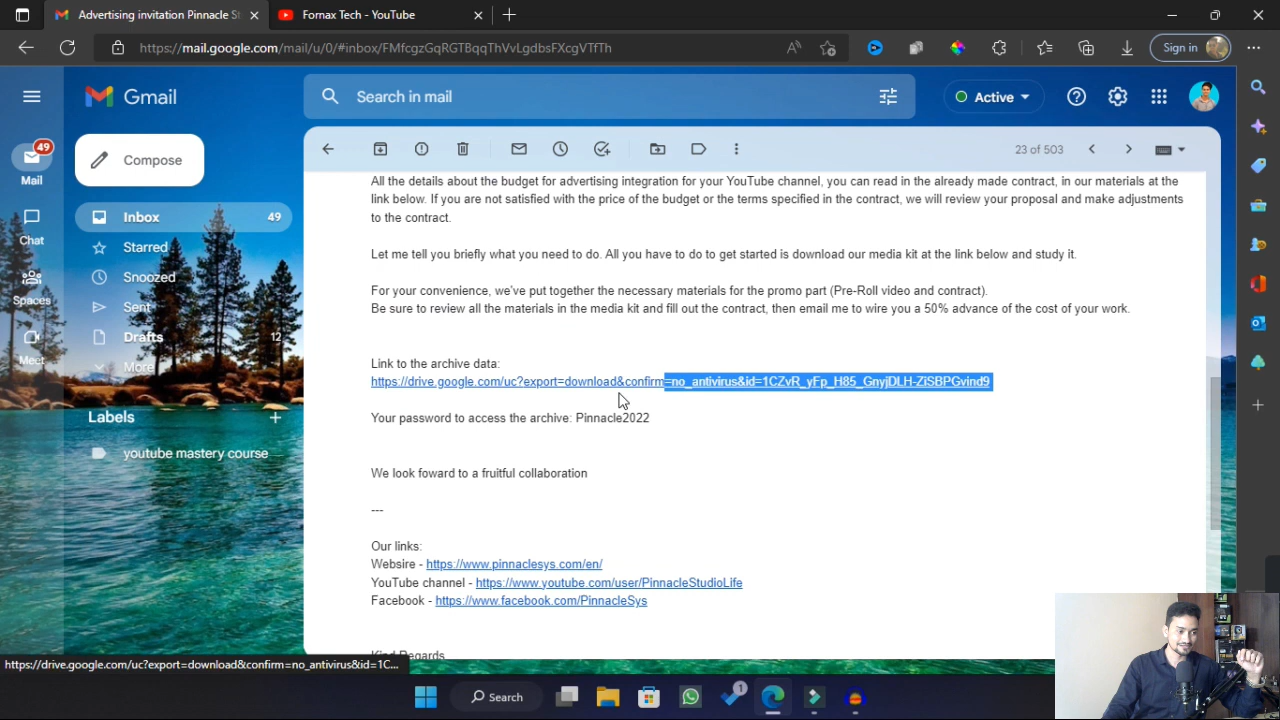 Advertising invitation Pinnacle St
Fornax Tech - YouTube
https://mail.google.com/mail/u/0/#inbox/FMfcgzGqRGTBqqThVvLgdbsFXcgVTfTh
Sign in
Gmail
Search in mail
Active
49
Mail
Compose
23 of 503
Inbox 49
Chat
Starred
Snoozed
Spaces
Sent
Meet
Drafts 12
More
Labels
youtube mastery course
All the details about the budget for advertising integration for your YouTube channel, you can read in the already made contract, in our materials at the
link below. If you are not satisfied with the price of the budget or the terms specified in the contract, we will review your proposal and make adjustments
to the contract.
Let me tell you briefly what you need to do. All you have to do to get started is download our media kit at the link below and study it.
For your convenience, we've put together the necessary materials for the promo part (Pre-Roll video and contract).
Be sure to review all the materials in the media kit and fill out the contract, then email me to wire you a 50% advance of the cost of your work.
Link to the archive data:
https://drive.google.com/uc?export=download&confirm=no_antivirus&id=1CZvR_yFp_H85_GnyjDLH-ZiSBPGvind9
Your password to access the archive: Pinnacle2022
We look foward to a fruitful collaboration
---
Our links:
Websire - https://www.pinnaclesys.com/en/
YouTube channel - https://www.youtube.com/user/PinnacleStudioLife
Facebook - https://www.facebook.com/PinnacleSys
Kind Regards
https://drive.google.com/uc?export=download&confirm=no_antivirus&id=1C...
Search
1